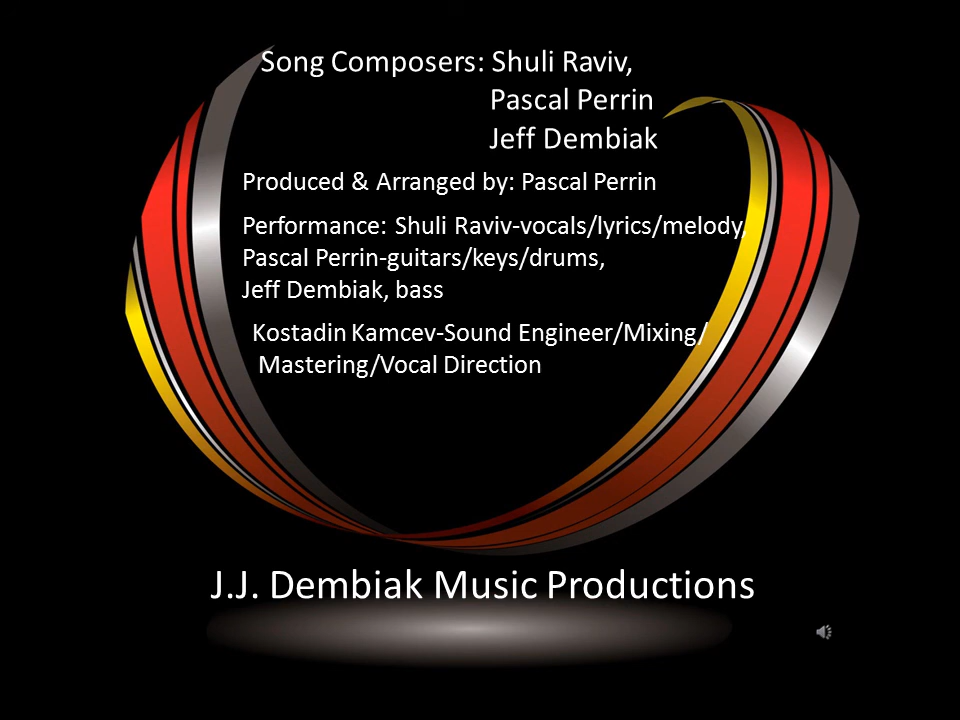 Song Composers: Shuli Raviv,
Pascal Perrin
Jeff Dembiak
Produced & Arranged by: Pascal Perrin
Performance: Shuli Raviv-vocals/lyrics/melody,
Pascal Perrin-guitars/keys/drums,
Jeff Dembiak, bass
Kostadin Kamcev-Sound Engineer/Mixing/
Mastering/Vocal Direction
J.J. Dembiak Music Productions